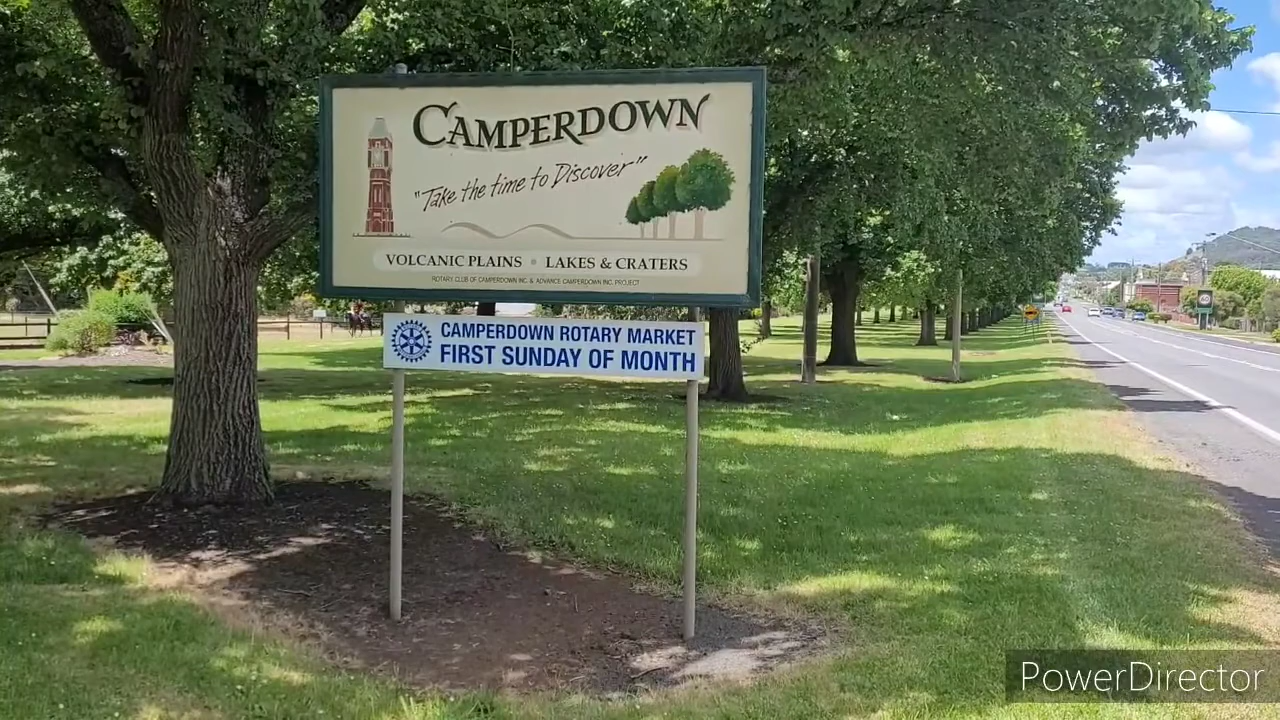 CAMPERDOWN
"Take the time to Discover"
VOLCANIC PLAINS • LAKES & CRATERS
ROTARY CLUB OF CAMPERDOWN INC. & ADVANCE CAMPERDOWN INC. PROJECT
CAMPERDOWN ROTARY MARKET
FIRST SUNDAY OF MONTH
PowerDirector